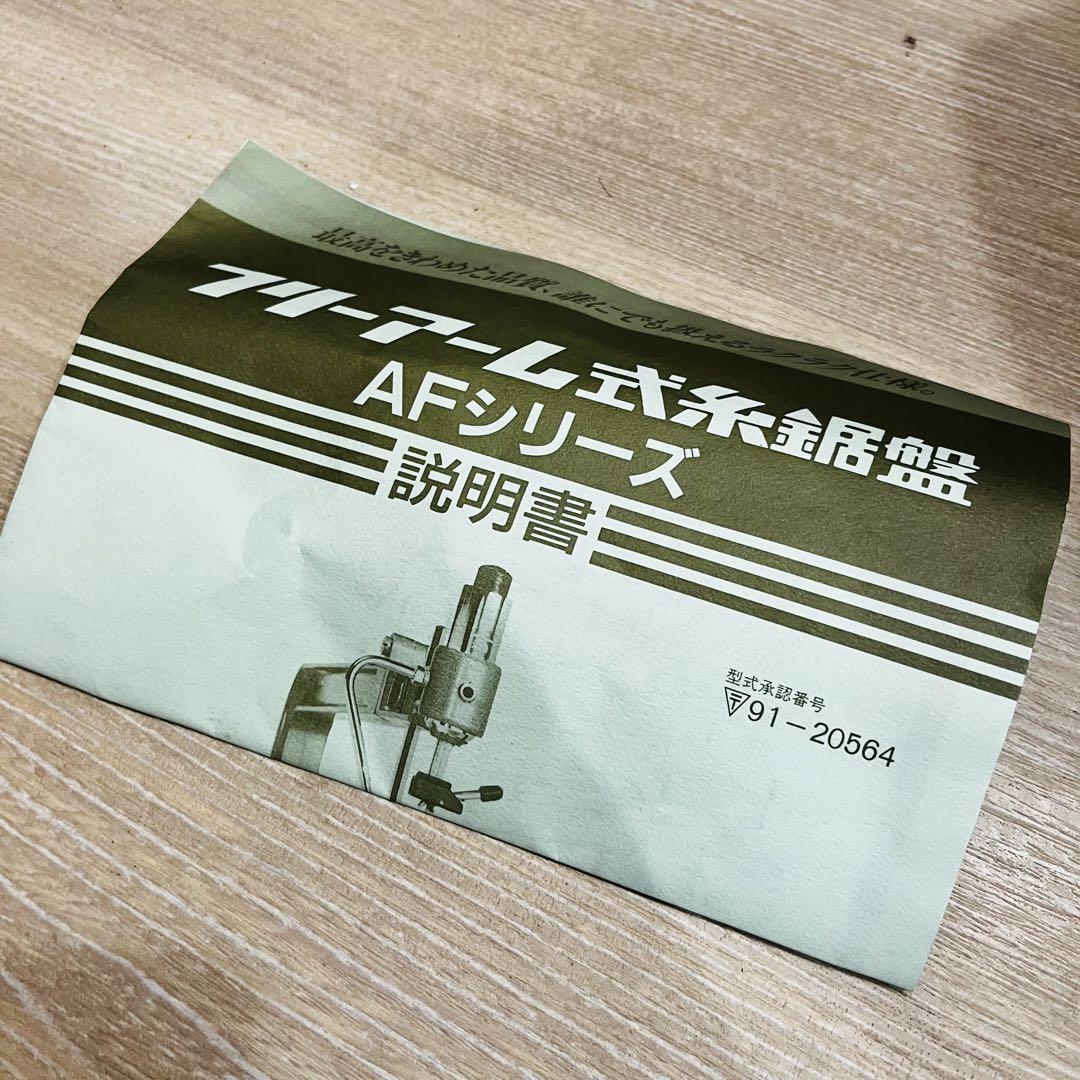 最高をきわめた品質、誰にでも扱えるラクラク仕様。
フリーアーム式糸鋸盤
AFシリーズ
説明書
型式承認番号
〒91-20564